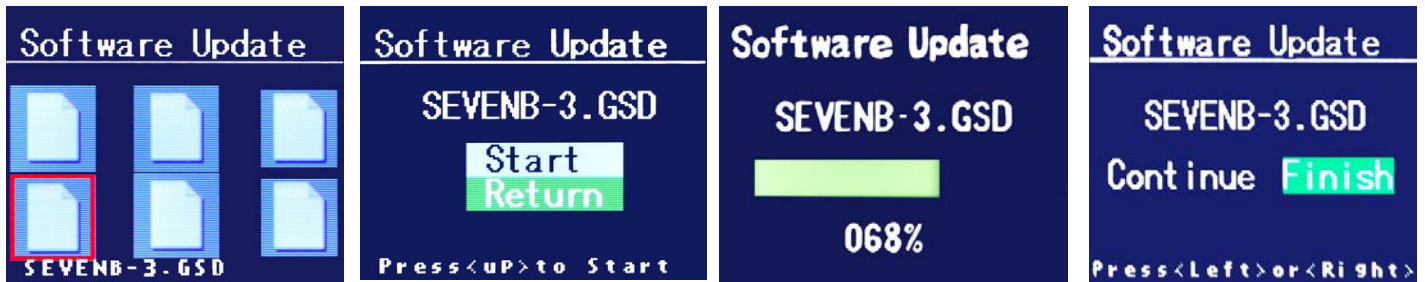 Software Update
SEVENB-3.GSD
Software Update
SEVENB-3.GSD
Start
Return
Press<uP>to Start
Software Update
SEVENB-3.GSD
068%
Software Update
SEVENB-3.GSD
Continue Finish
Press<Left>or<Right>